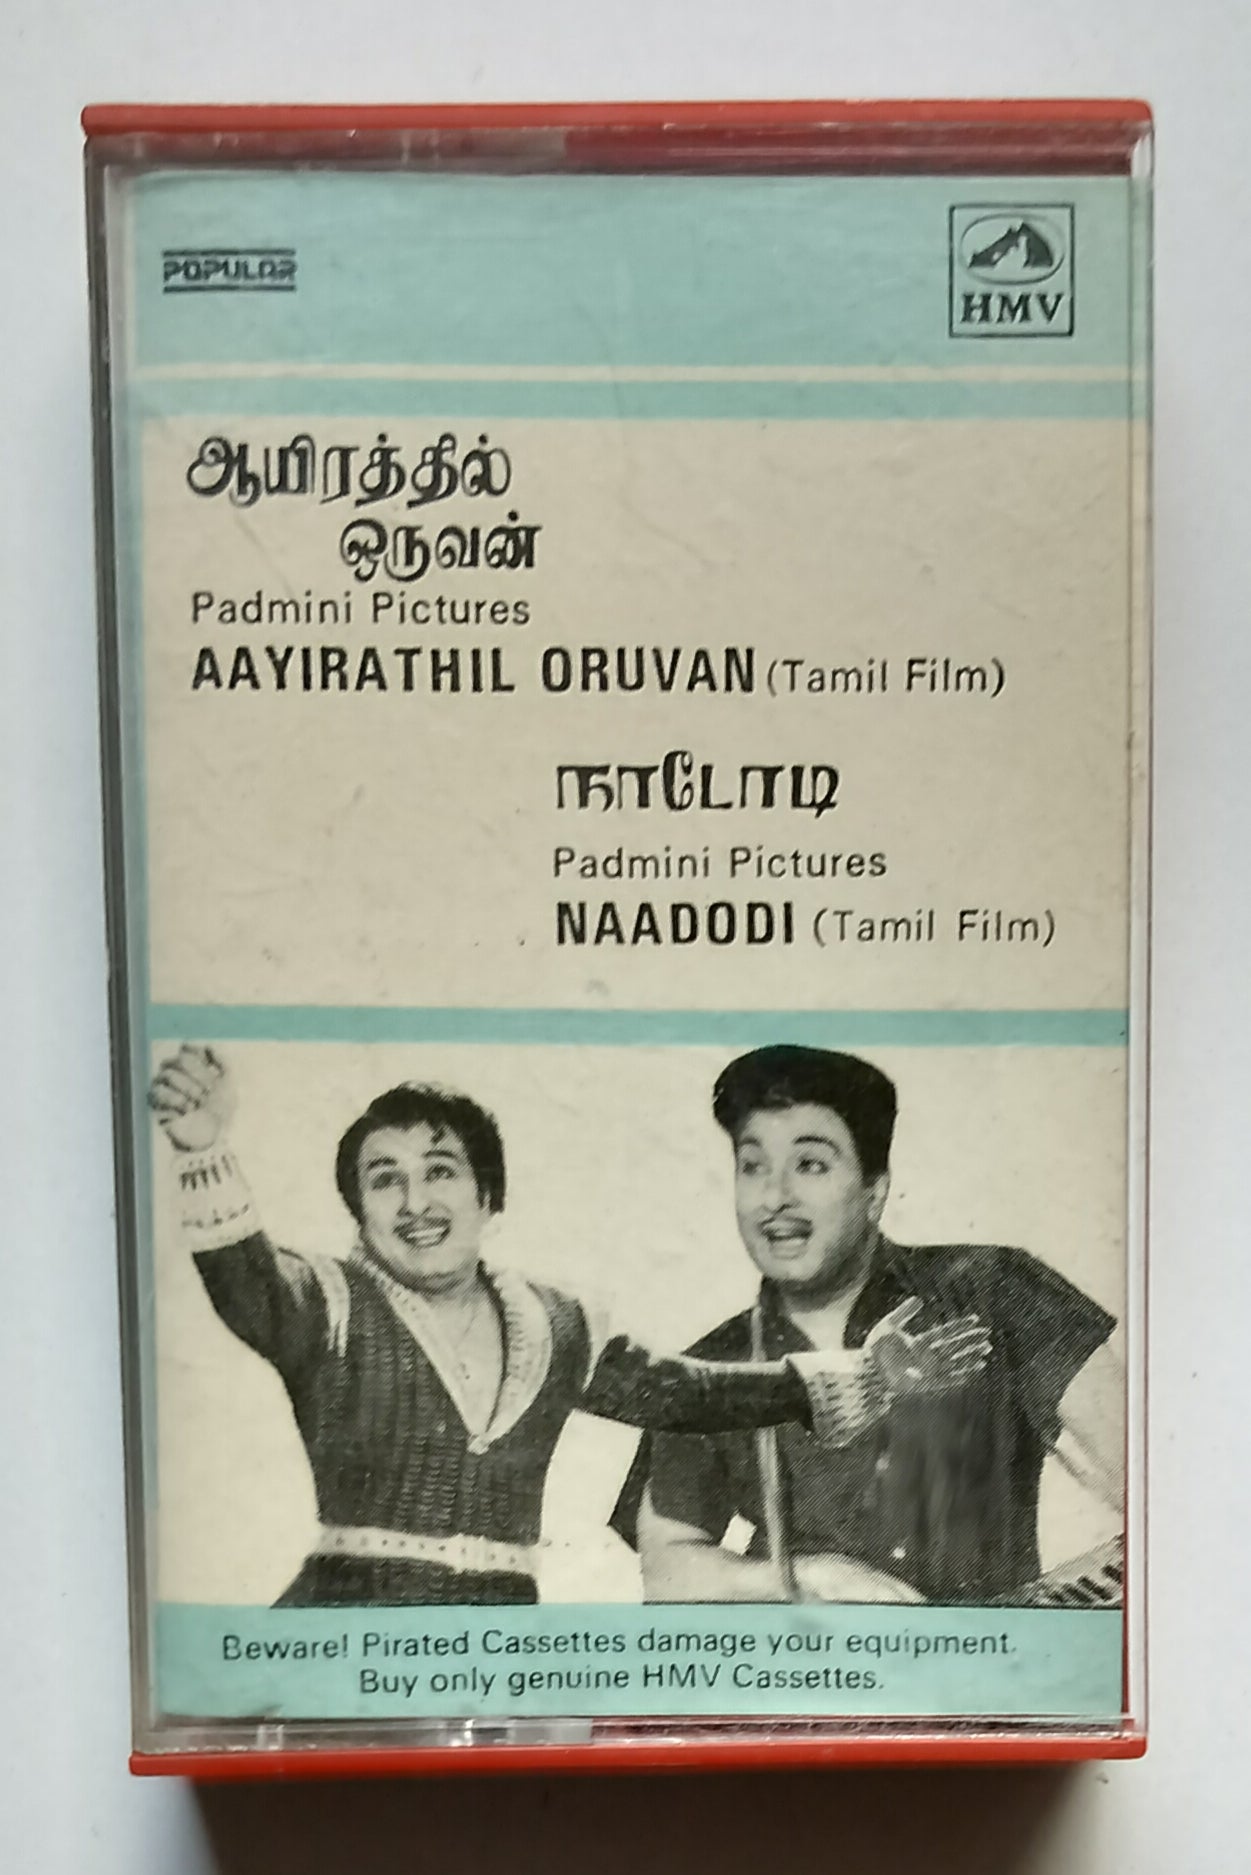 POPULAR
HMV
ஆயிரத்தில்
ஒருவன்
Padmini Pictures
AAYIRATHIL ORUVAN (Tamil Film)
நாடோடி
Padmini Pictures
NAADODI (Tamil Film)
Beware! Pirated Cassettes damage your equipment.
Buy only genuine HMV Cassettes.